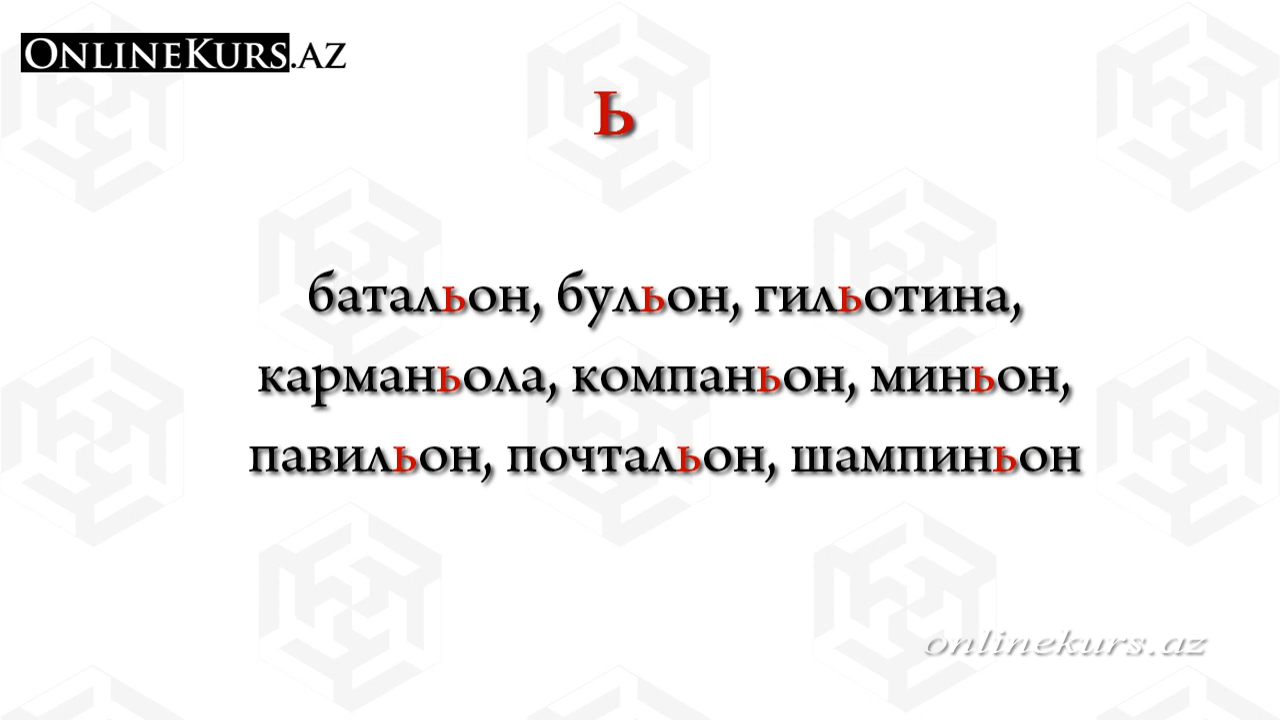 OnlineKurs.az
ь
батальон, бульон, гильотина,
карманьола, компаньон, миньон,
павильон, почтальон, шампиньон
onlinekurs.az